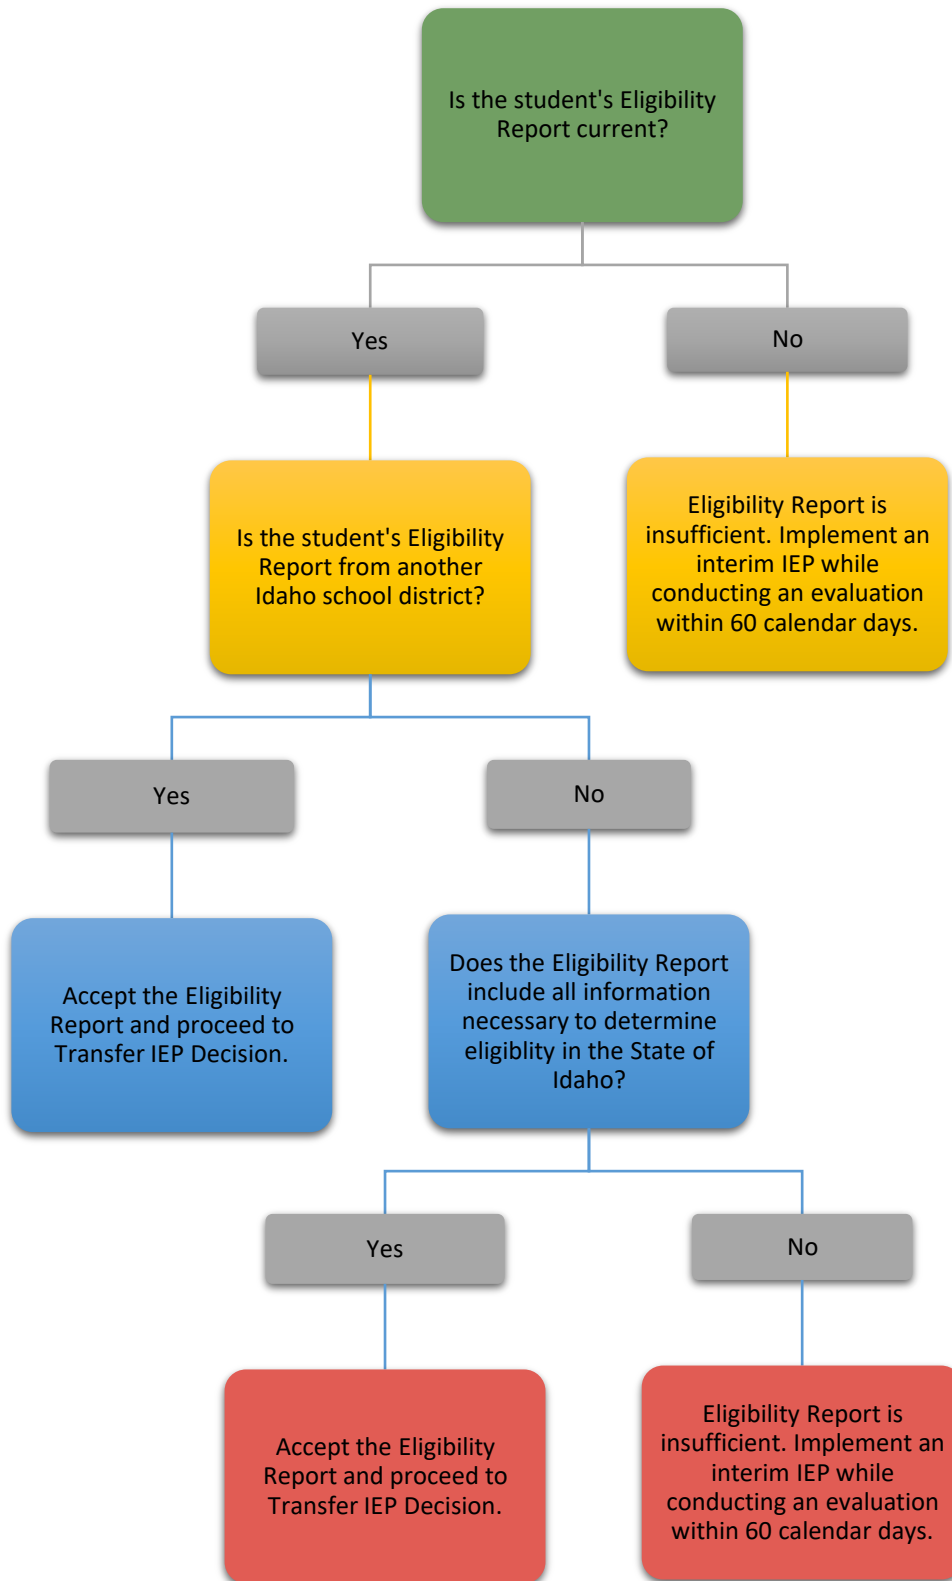 Is the student's Eligibility
Report current?
Yes
No
Is the student's Eligibility
Report from another
Idaho school district?
Eligibility Report is
insufficient. Implement an
interim IEP while
conducting an evaluation
within 60 calendar days.
Yes
No
Accept the Eligibility
Report and proceed to
Transfer IEP Decision.
Does the Eligibility Report
include all information
necessary to determine
eligiblity in the State of
Idaho?
Yes
No
Accept the Eligibility
Report and proceed to
Transfer IEP Decision.
Eligibility Report is
insufficient. Implement an
interim IEP while
conducting an evaluation
within 60 calendar days.